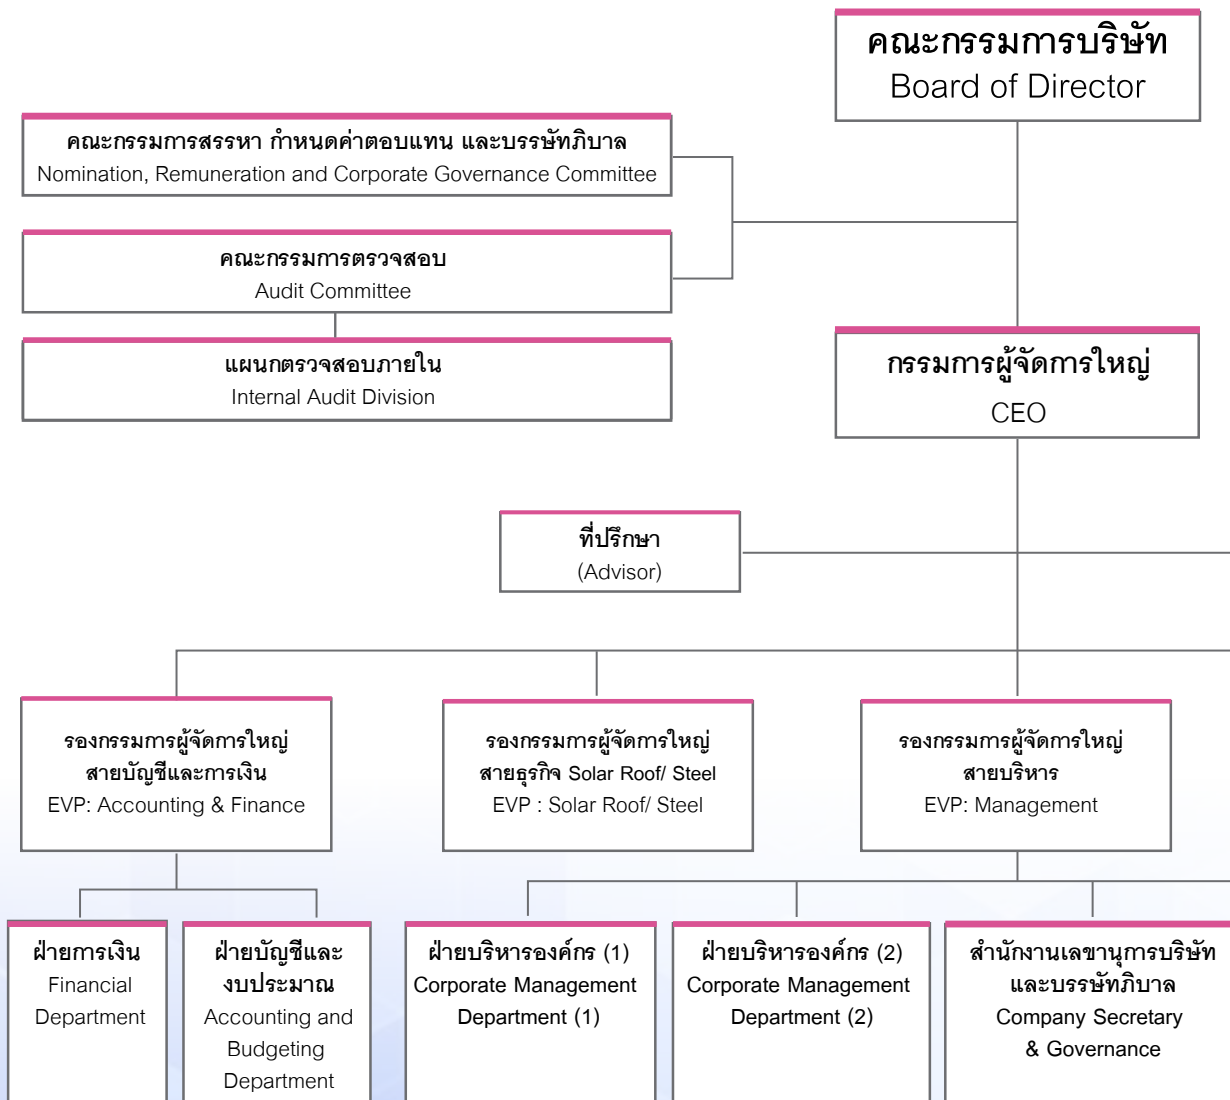 คณะกรรมการบริษัท
Board of Director
คณะกรรมการสรรหา กำหนดค่าตอบแทน และบรรษัทภิบาล
Nomination, Remuneration and Corporate Governance Committee
คณะกรรมการตรวจสอบ
Audit Committee
แผนกตรวจสอบภายใน
Internal Audit Division
กรรมการผู้จัดการใหญ่
CEO
ที่ปรึกษา
(Advisor)
รองกรรมการผู้จัดการใหญ่
สายบัญชีและการเงิน
EVP: Accounting & Finance
รองกรรมการผู้จัดการใหญ่
สายธุรกิจ Solar Roof/ Steel
EVP : Solar Roof/ Steel
รองกรรมการผู้จัดการใหญ่
สายบริหาร
EVP: Management
ฝ่ายการเงิน
Financial
Department
ฝ่ายบัญชีและ
งบประมาณ
Accounting and
Budgeting
Department
ฝ่ายบริหารองค์กร (1)
Corporate Management
Department (1)
ฝ่ายบริหารองค์กร (2)
Corporate Management
Department (2)
สำนักงานเลขานุการบริษัท
และบรรษัทภิบาล
Company Secretary
& Governance